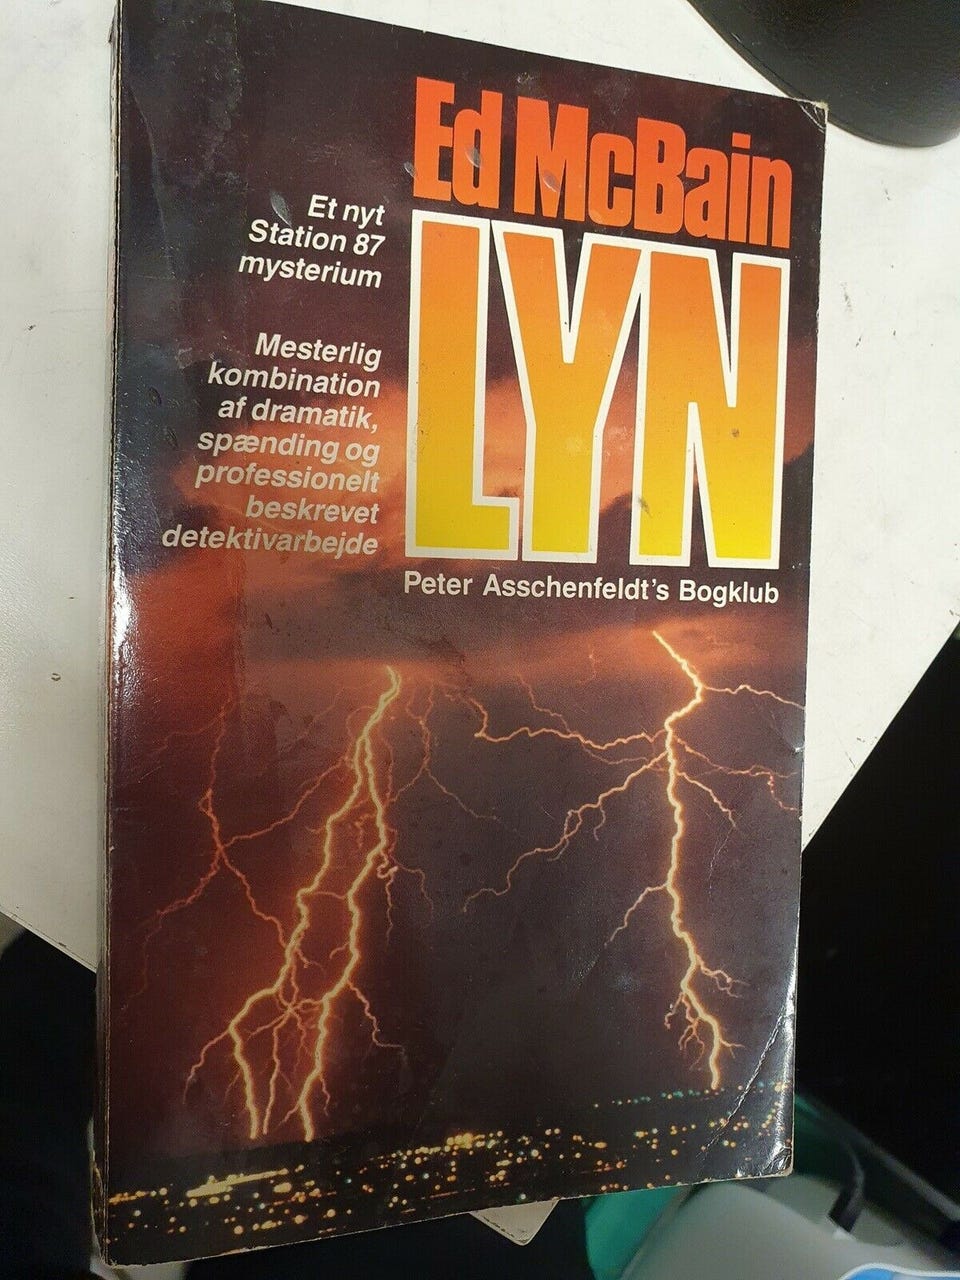 Ed McBain
LYN
Et nyt
Station 87
mysterium
Mesterlig
kombination
af dramatik,
spænding og
professionelt
beskrevet
detektivarbejde
Peter Asschenfeldt's Bogklub